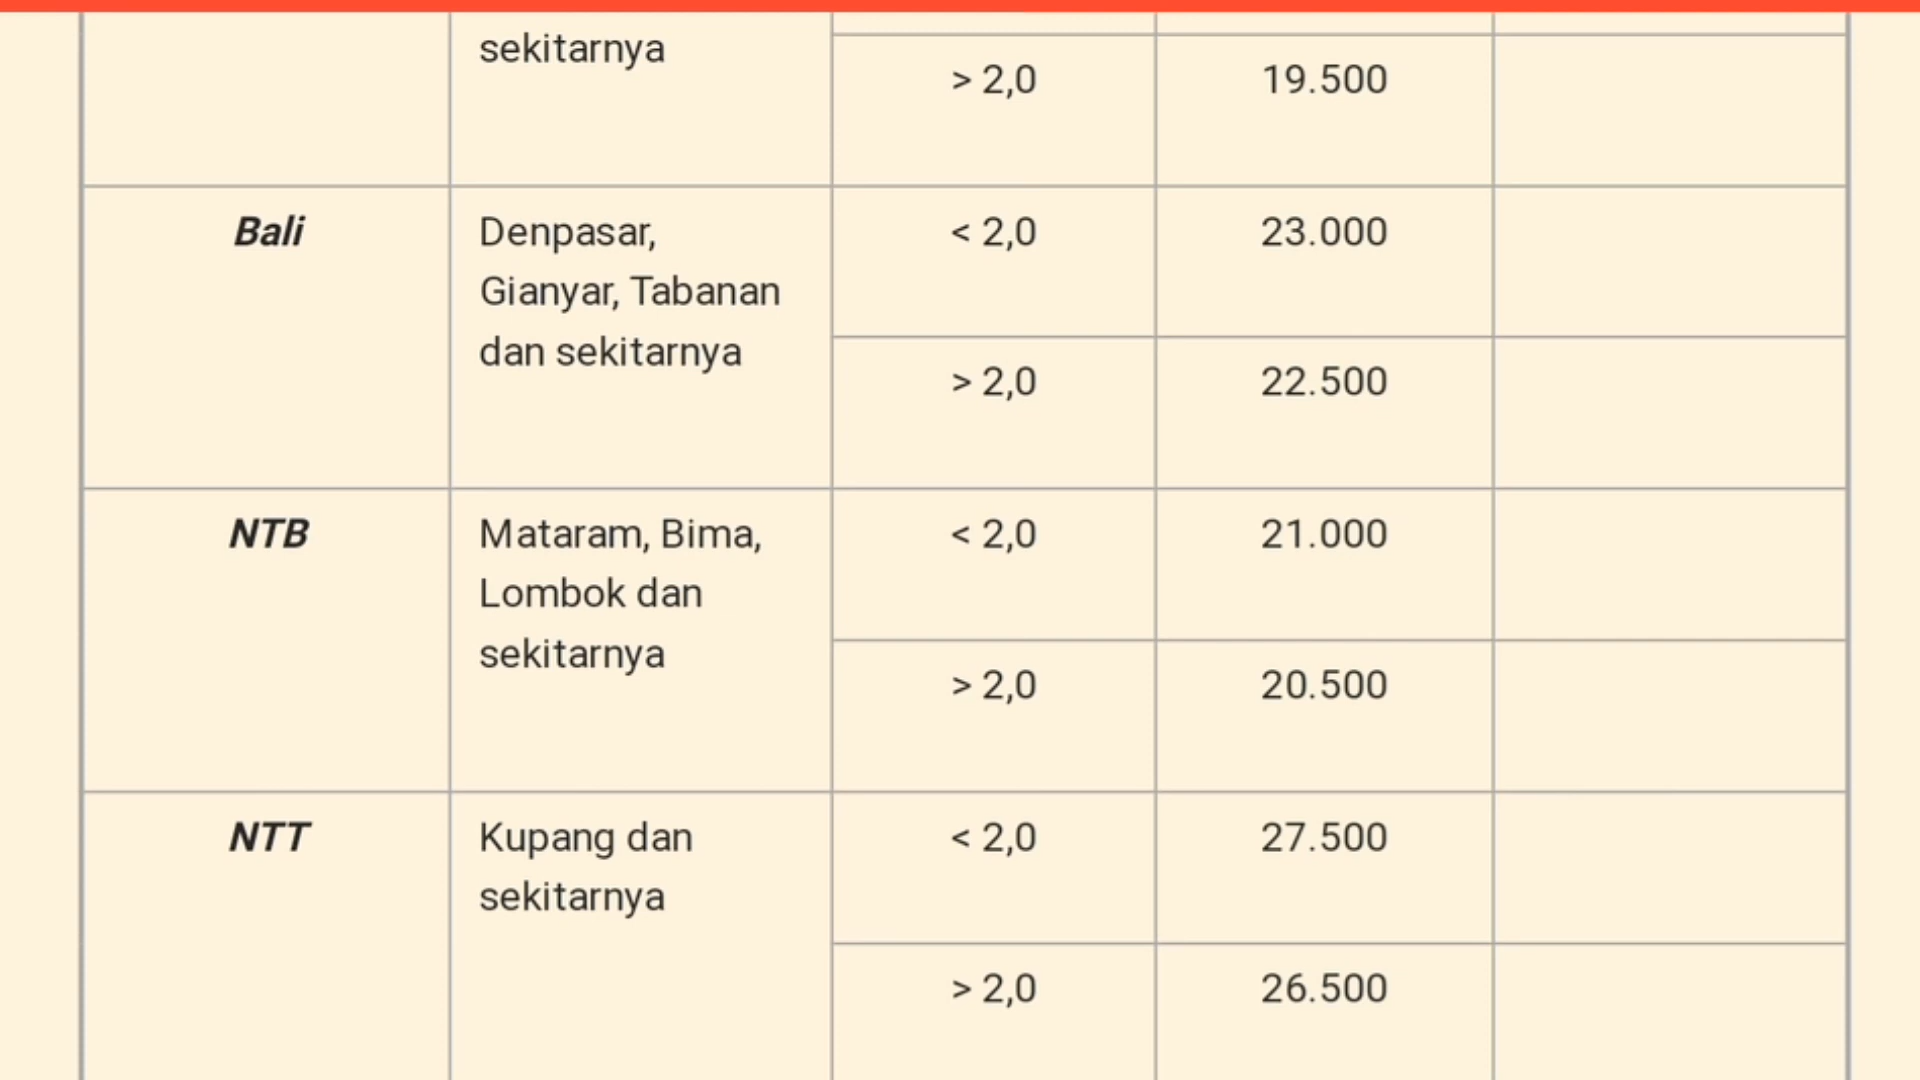 sekitarnya
> 2,0
19.500
Bali
Denpasar,
Gianyar, Tabanan
dan sekitarnya
< 2,0
23.000
> 2,0
22.500
NTB
Mataram, Bima,
Lombok dan
sekitarnya
< 2,0
21.000
> 2,0
20.500
NTT
Kupang dan
sekitarnya
< 2,0
27.500
> 2,0
26.500